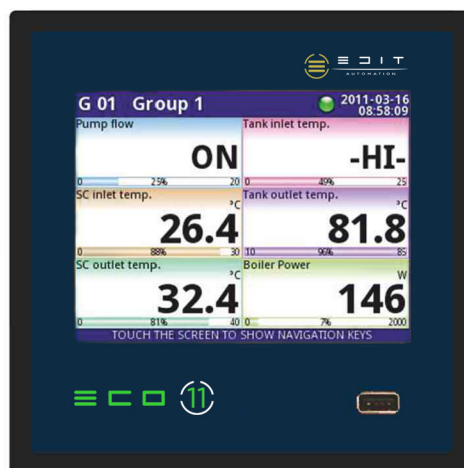 EDIT
AUTOMATION
G 01 Group 1
2011-03-16
08:58:09
Pump flow
ON
0 25% 20
Tank inlet temp.
-HI-
0 49% 25
SC inlet temp.
°C
26.4
0 88% 30
Tank outlet temp.
°C
81.8
10 96% 85
SC outlet temp.
°C
32.4
0 81% 40
Boiler Power
W
146
0 7% 2000
TOUCH THE SCREEN TO SHOW NAVIGATION KEYS
ECO 11